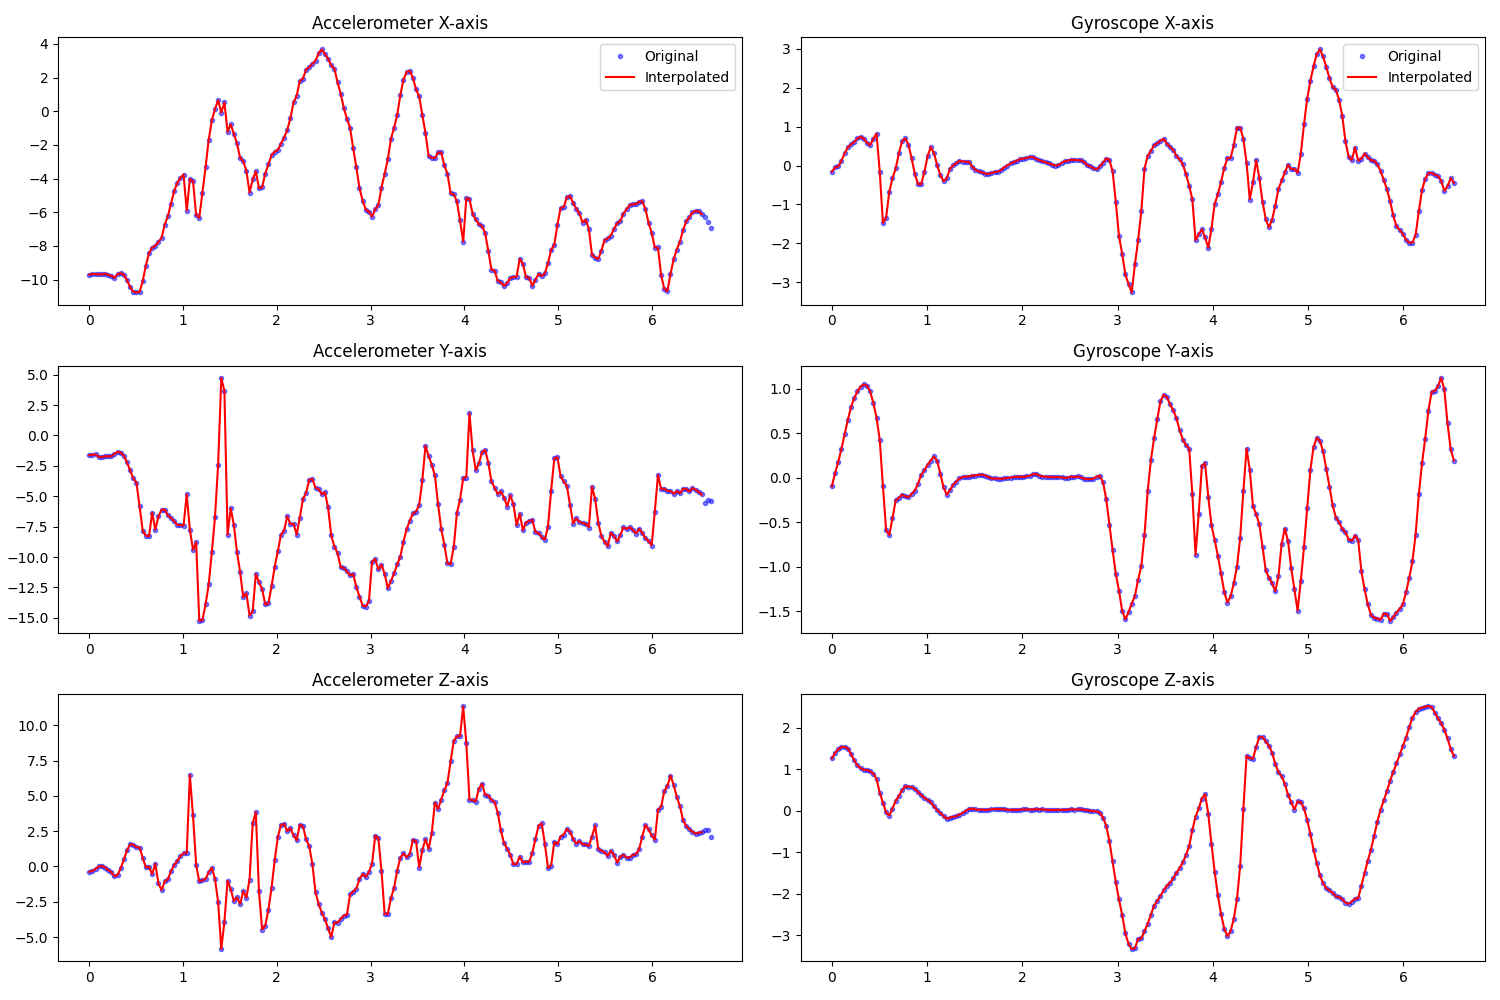 Accelerometer X-axis
4
2
0
−2
−4
−6
−8
−10
0 1 2 3 4 5 6
Original
Interpolated
Gyroscope X-axis
3
2
1
0
−1
−2
−3
0 1 2 3 4 5 6
Original
Interpolated
Accelerometer Y-axis
5.0
2.5
0.0
−2.5
−5.0
−7.5
−10.0
−12.5
−15.0
0 1 2 3 4 5 6
Gyroscope Y-axis
1.0
0.5
0.0
−0.5
−1.0
−1.5
0 1 2 3 4 5 6
Accelerometer Z-axis
10.0
7.5
5.0
2.5
0.0
−2.5
−5.0
0 1 2 3 4 5 6
Gyroscope Z-axis
2
1
0
−1
−2
−3
0 1 2 3 4 5 6